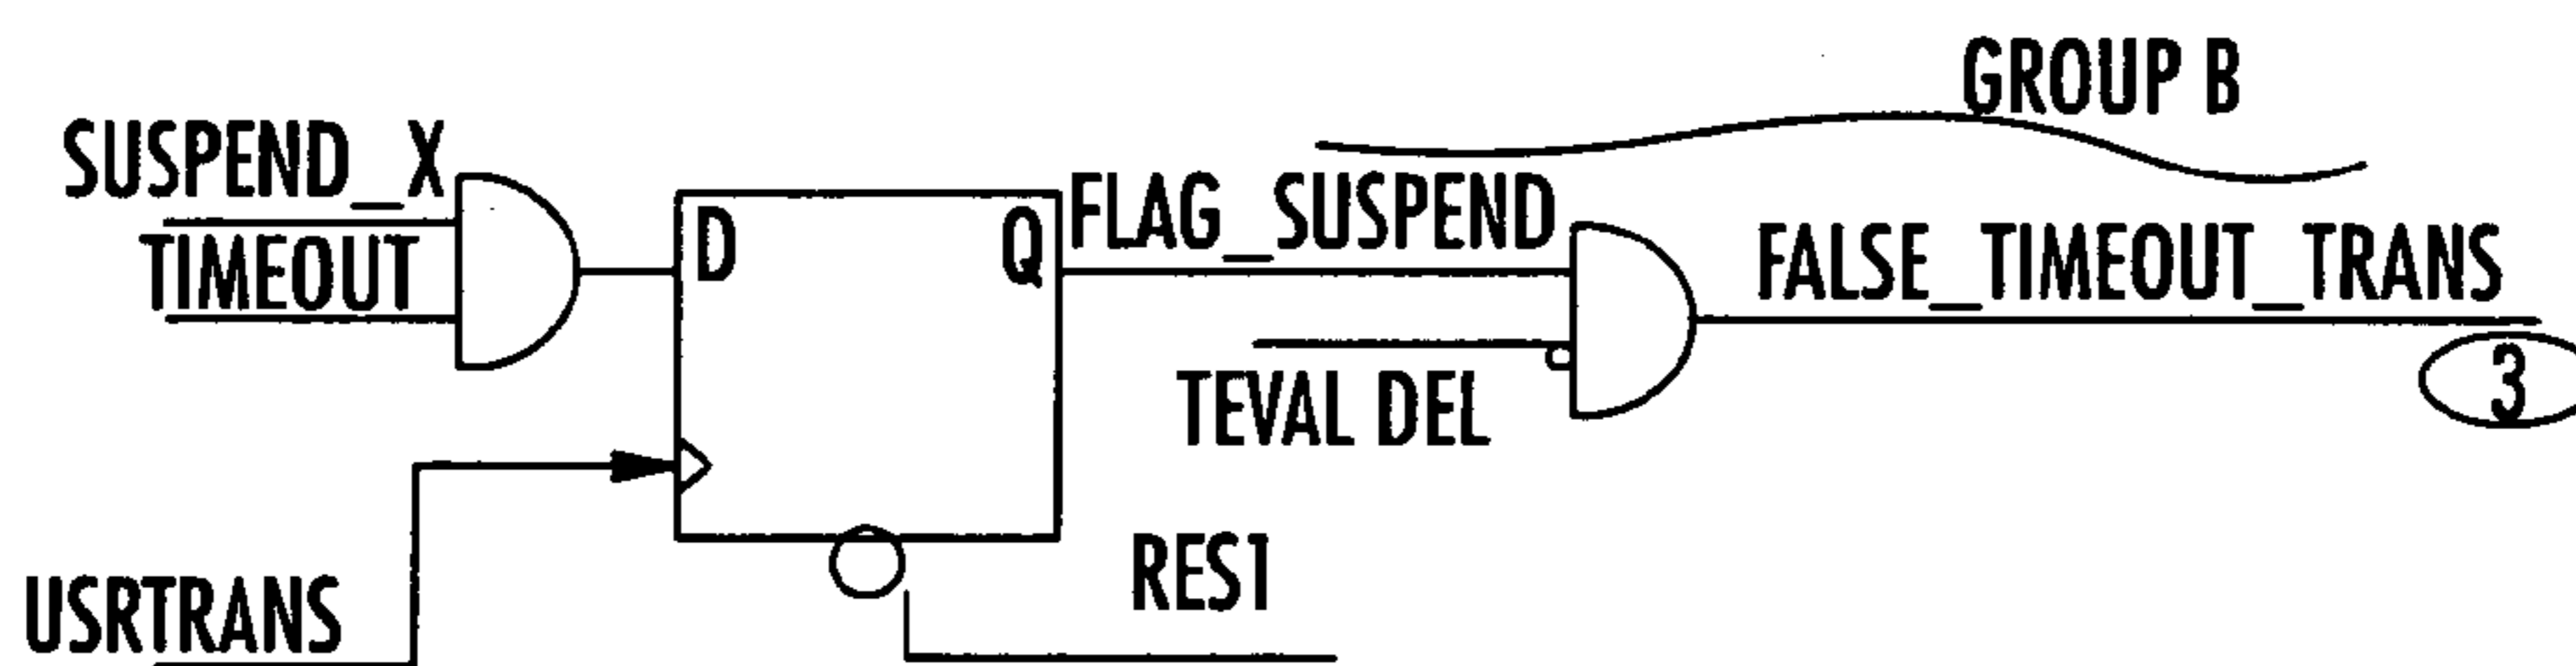 GROUP B
SUSPEND_X
TIMEOUT
D
Q
FLAG_SUSPEND
FALSE_TIMEOUT_TRANS
TEVAL DEL
3
USRTRANS
RES1